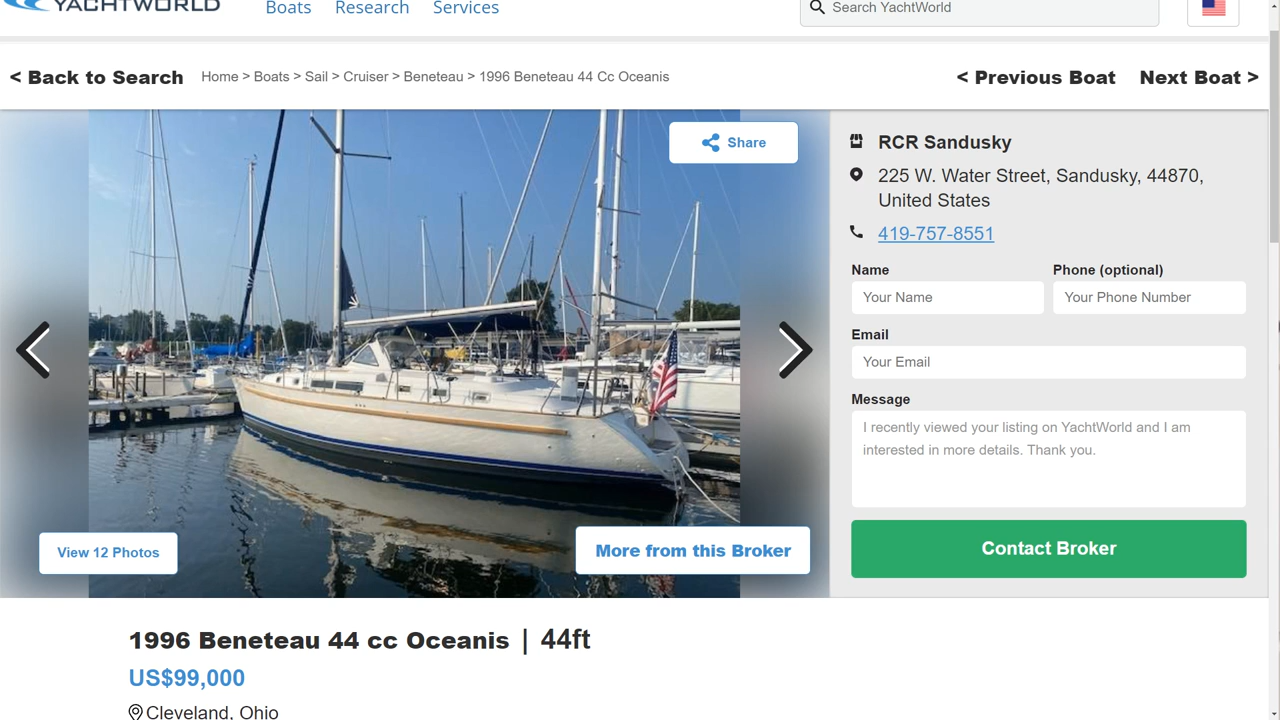 YACHTWORLD
Boats Research Services
Search YachtWorld
< Back to Search
Home > Boats > Sail > Cruiser > Beneteau > 1996 Beneteau 44 Cc Oceanis
< Previous Boat Next Boat >
Share
View 12 Photos
More from this Broker
RCR Sandusky
225 W. Water Street, Sandusky, 44870,
United States
419-757-8551
Name Phone (optional)
Your Name Your Phone Number
Email
Your Email
Message
I recently viewed your listing on YachtWorld and I am
interested in more details. Thank you.
Contact Broker
1996 Beneteau 44 cc Oceanis | 44ft
US$99,000
Cleveland, Ohio